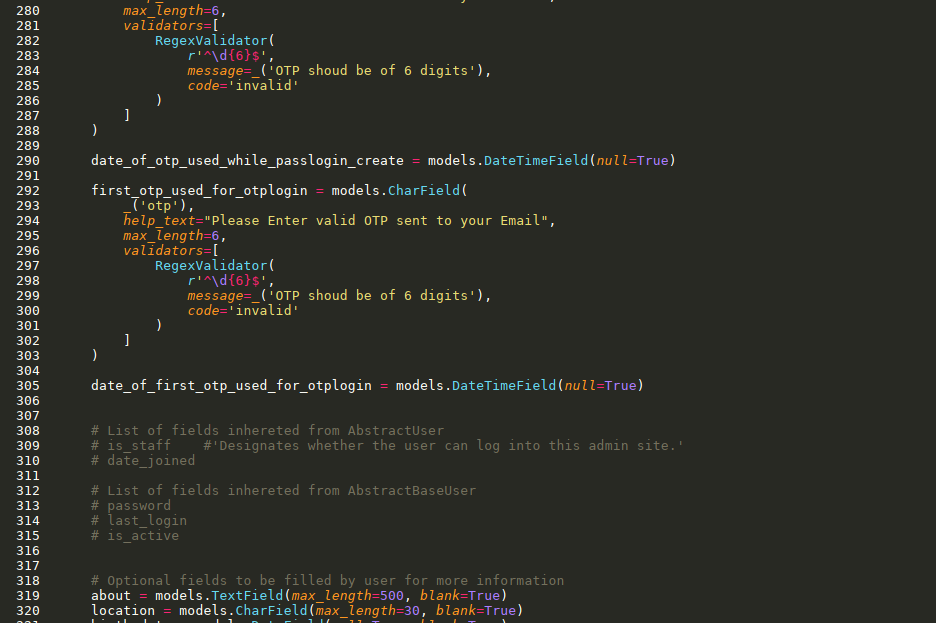 280 max_length=6,
281 validators=[
282 RegexValidator(
283 r'^\d{6}$',
284 message=_('OTP shoud be of 6 digits'),
285 code='invalid'
286 )
287 ]
288 )
289
290 date_of_otp_used_while_passlogin_create = models.DateTimeField(null=True)
291
292 first_otp_used_for_otplogin = models.CharField(
293 _('otp'),
294 help_text="Please Enter valid OTP sent to your Email",
295 max_length=6,
296 validators=[
297 RegexValidator(
298 r'^\d{6}$',
299 message=_('OTP shoud be of 6 digits'),
300 code='invalid'
301 )
302 ]
303 )
304
305 date_of_first_otp_used_for_otplogin = models.DateTimeField(null=True)
306
307
308 # List of fields inhereted from AbstractUser
309 # is_staff    #'Designates whether the user can log into this admin site.'
310 # date_joined
311
312 # List of fields inhereted from AbstractBaseUser
313 # password
314 # last_login
315 # is_active
316
317
318 # Optional fields to be filled by user for more information
319 about = models.TextField(max_length=500, blank=True)
320 location = models.CharField(max_length=30, blank=True)